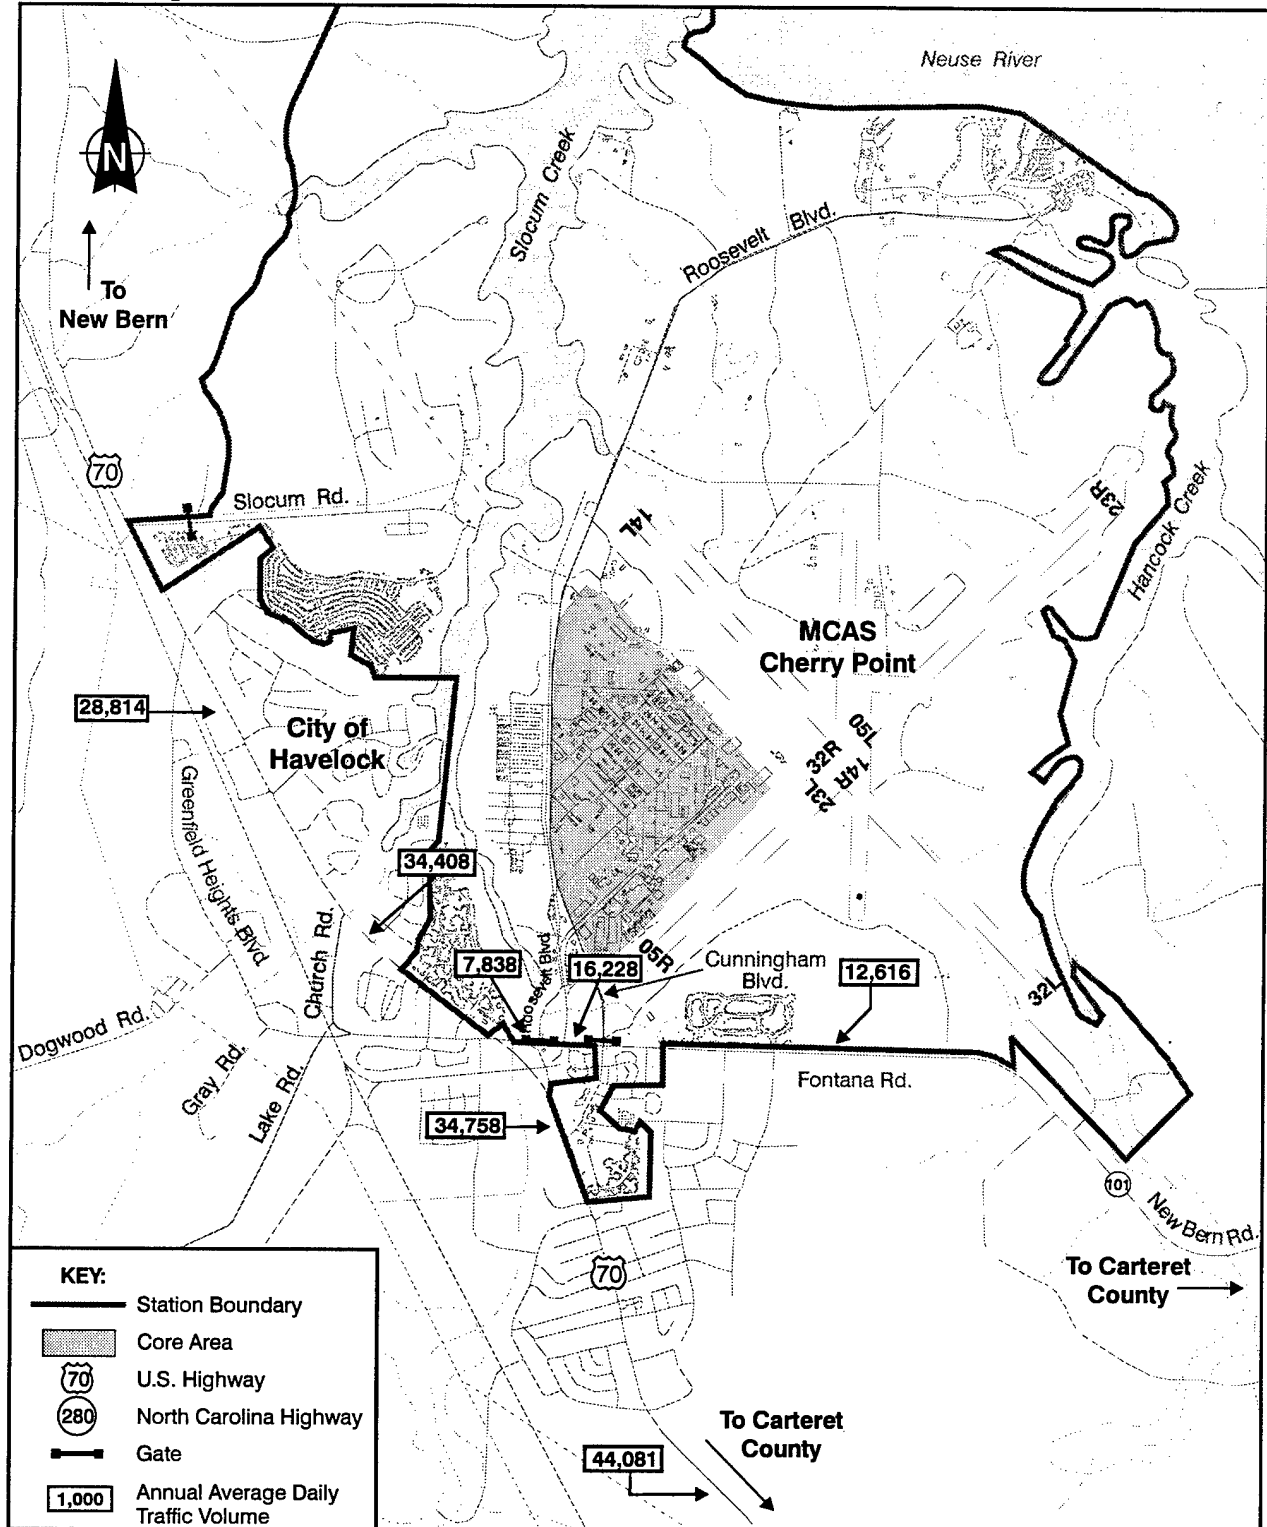 Neuse River
N
Slocum Creek
Roosevelt Blvd.
To
New Bern
70
Slocum Rd.
23R
Hancock Creek
14L
MCAS
Cherry Point
28,814
City of
Havelock
05L
32R
14R
23L
Greenfield Heights Blvd.
34,408
Church Rd.
7,838
Roosevelt Blvd.
16,228
05R
Cunningham
Blvd.
12,616
32L
Dogwood Rd.
Gray Rd.
Lake Rd.
Fontana Rd.
34,758
101
New Bern Rd.
70
To Carteret
County
KEY:
Station Boundary
Core Area
70
U.S. Highway
280
North Carolina Highway
Gate
1,000
Annual Average Daily
Traffic Volume
To Carteret
County
44,081